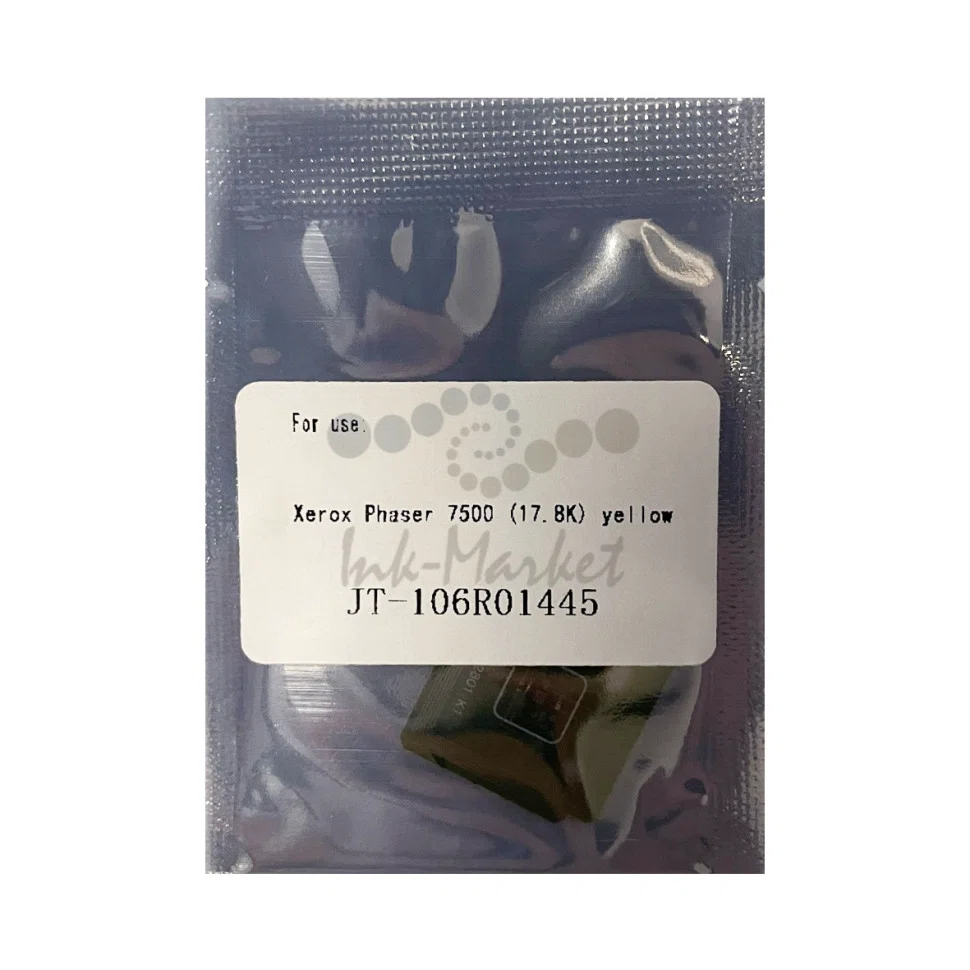 For use:
Xerox Phaser 7500 (17.8K) yellow
Ink-Market
JT-106R01445